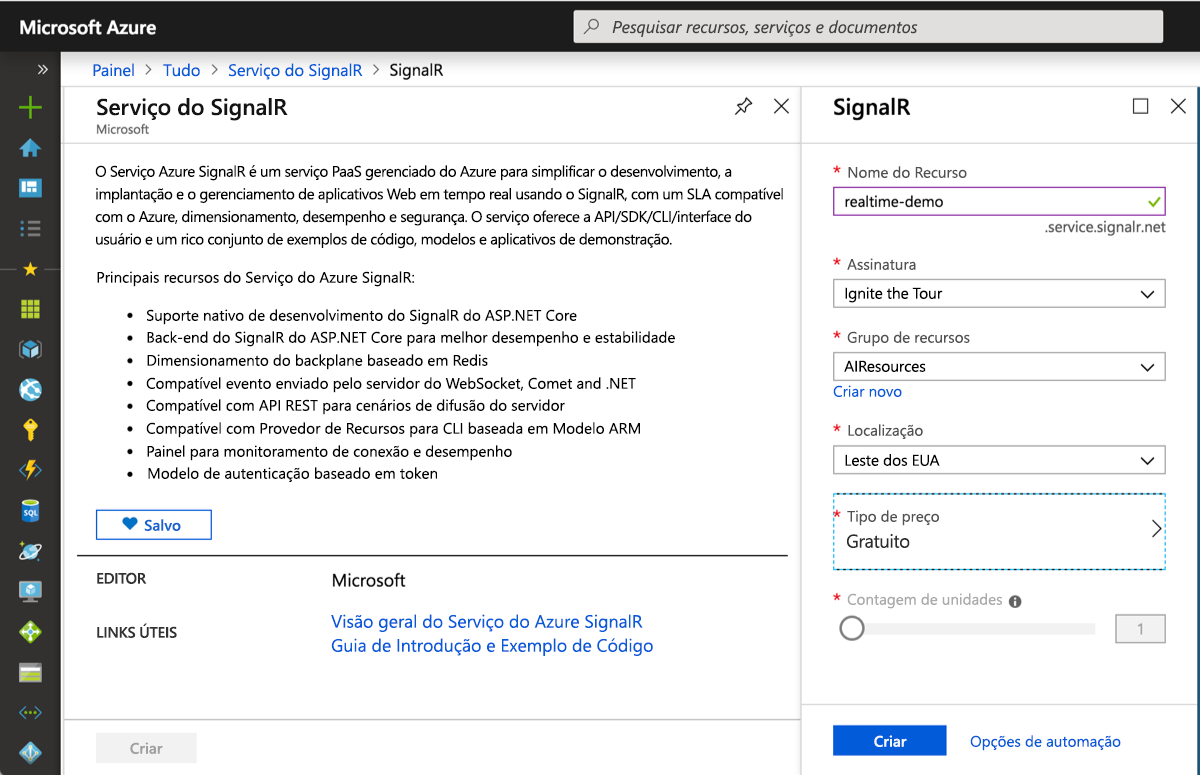 Microsoft Azure
Pesquisar recursos, serviços e documentos
Painel > Tudo > Serviço do SignalR > SignalR
Serviço do SignalR
Microsoft
O Serviço Azure SignalR é um serviço PaaS gerenciado do Azure para simplificar o desenvolvimento, a
implantação e o gerenciamento de aplicativos Web em tempo real usando o SignalR, com um SLA compatível
com o Azure, dimensionamento, desempenho e segurança. O serviço oferece a API/SDK/CLI/interface do
usuário e um rico conjunto de exemplos de código, modelos e aplicativos de demonstração.
Principais recursos do Serviço do Azure SignalR:
• Suporte nativo de desenvolvimento do SignalR do ASP.NET Core
• Back-end do SignalR do ASP.NET Core para melhor desempenho e estabilidade
• Dimensionamento do backplane baseado em Redis
• Compatível evento enviado pelo servidor do WebSocket, Comet and .NET
• Compatível com API REST para cenários de difusão do servidor
• Compatível com Provedor de Recursos para CLI baseada em Modelo ARM
• Painel para monitoramento de conexão e desempenho
• Modelo de autenticação baseado em token
Salvo
EDITOR
Microsoft
LINKS ÚTEIS
Visão geral do Serviço do Azure SignalR
Guia de Introdução e Exemplo de Código
Criar
SignalR
* Nome do Recurso
realtime-demo
.service.signalr.net
* Assinatura
Ignite the Tour
* Grupo de recursos
AIResources
Criar novo
* Localização
Leste dos EUA
* Tipo de preço
Gratuito
* Contagem de unidades
1
Criar
Opções de automação
SQL